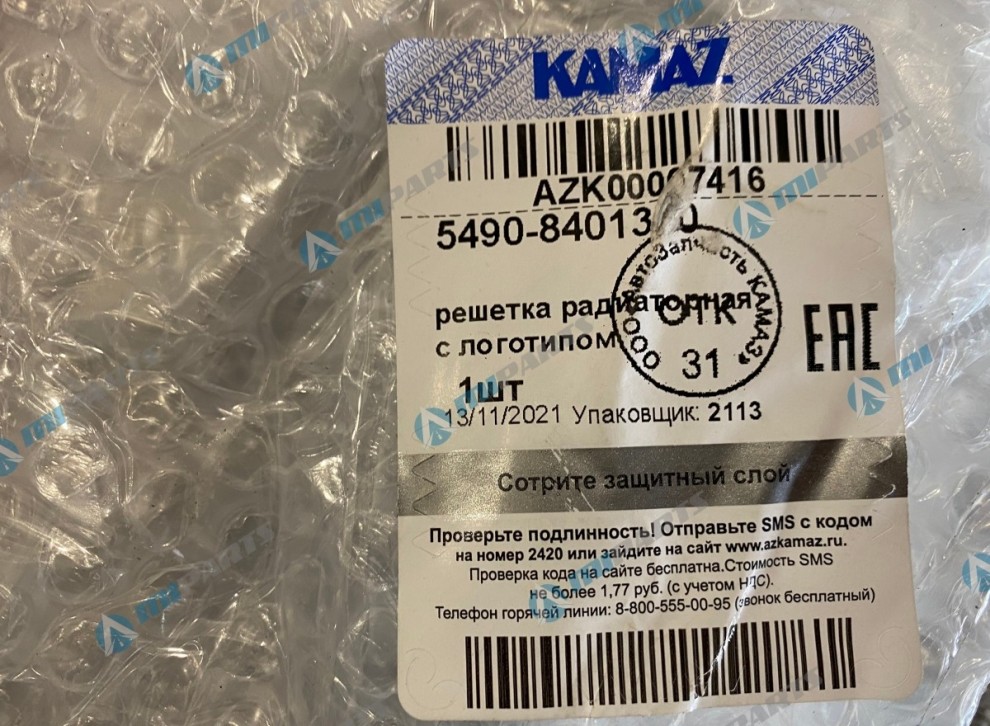 KAMAZ
5490-84013
решетка радиаторная
с логотипом
ООО «АвтоЗапчасть КАМАЗ»
ОТК
31
EAC
1шт
13/11/2021 Упаковщик: 2113
Сотрите защитный слой
Проверьте подлинность! Отправьте SMS с кодом
на номер 2420 или зайдите на сайт www.azkamaz.ru.
Проверка кода на сайте бесплатна.Стоимость SMS
не более 1,77 руб. (с учетом НДС).
Телефон горячей линии: 8-800-555-00-95 (звонок бесплатный)